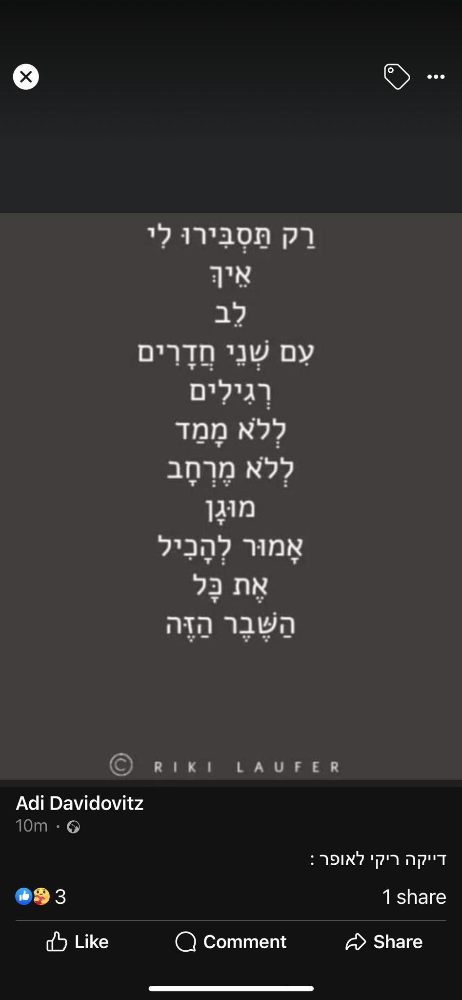 רַק תַּסְבִּירוּ לִי
אֵיךְ
לֵב
עִם שְׁנֵי חֲדָרִים
רְגִילִים
לְלֹא מָמַד
לְלֹא מֶרְחָב
מוּגָן
אָמוּר לְהָכִיל
אֶת כָּל
הַשֶּׁבֶר הַזֶּה
© RIKI LAUFER
Adi Davidovitz
10m ·
דייקה ריקי לאופר :
3
1 share
Like Comment Share